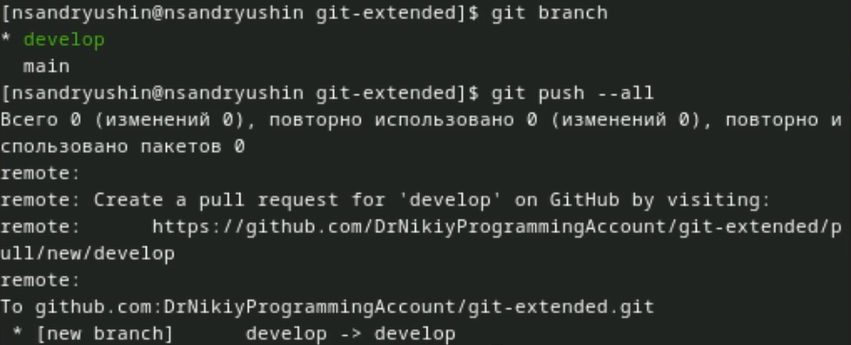 [nsandryushin@nsandryushin git-extended]$ git branch
* develop
  main
[nsandryushin@nsandryushin git-extended]$ git push --all
Всего 0 (изменений 0), повторно использовано 0 (изменений 0), повторно и
спользовано пакетов 0
remote:
remote: Create a pull request for 'develop' on GitHub by visiting:
remote:      https://github.com/DrNikiyProgrammingAccount/git-extended/p
ull/new/develop
remote:
To github.com:DrNikiyProgrammingAccount/git-extended.git
 * [new branch]      develop -> develop